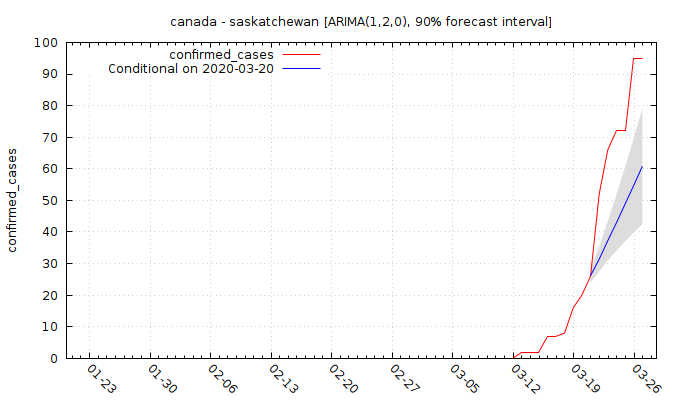 canada - saskatchewan [ARIMA(1,2,0), 90% forecast interval]
confirmed_cases
Conditional on 2020-03-20
confirmed_cases
100
90
80
70
60
50
40
30
20
10
0
01-23 01-30 02-06 02-13 02-20 02-27 03-05 03-12 03-19 03-26